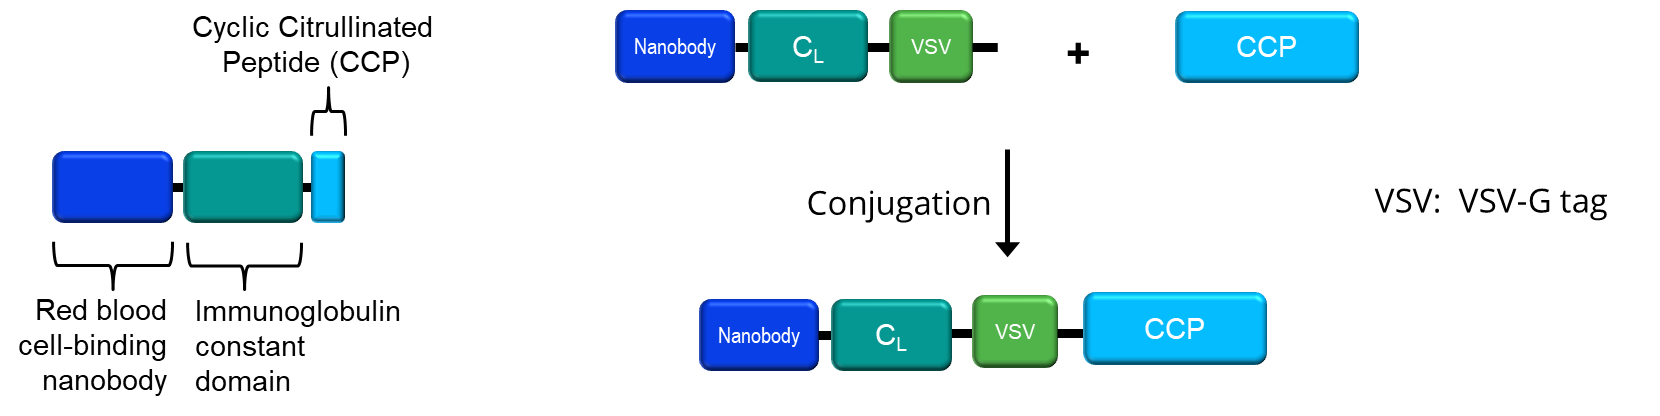 Cyclic Citrullinated
Peptide (CCP)
Red blood
cell-binding
nanobody
Immunoglobulin
constant
domain
Nanobody
CL
VSV
+
CCP
Conjugation
VSV: VSV-G tag
Nanobody
CL
VSV
CCP